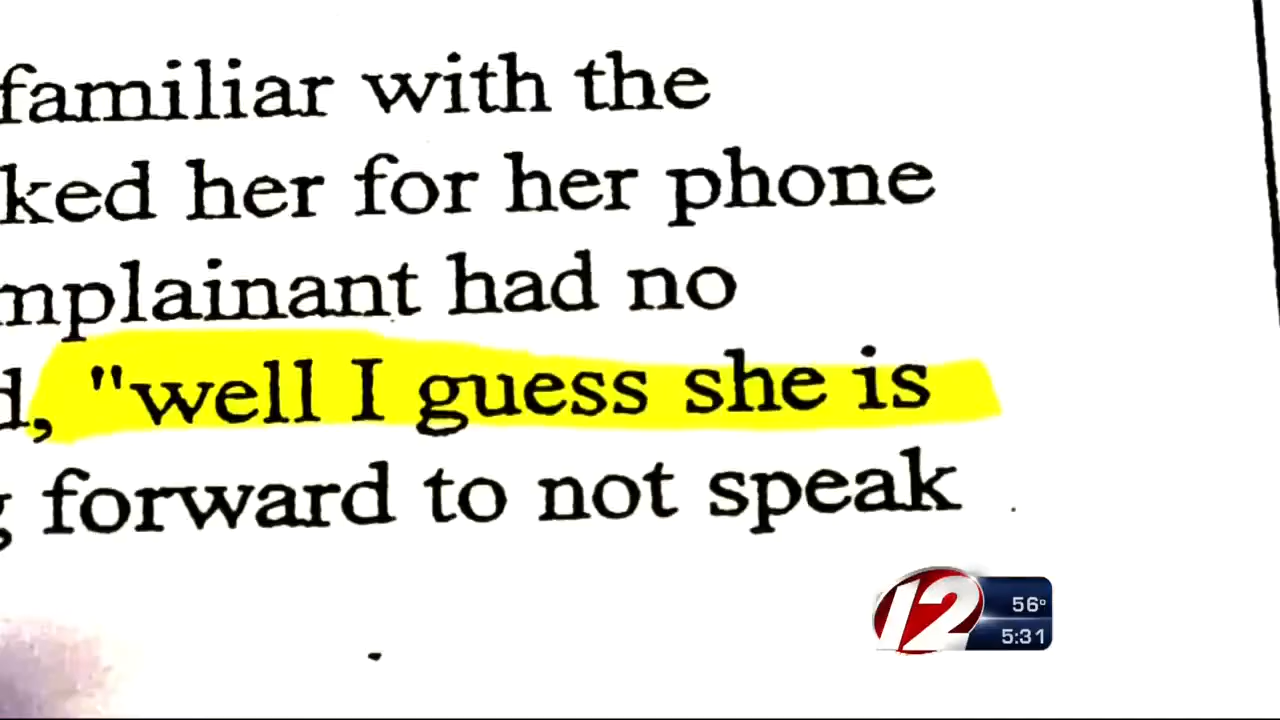 familiar with the
ked her for her phone
mplainant had no
d, "well I guess she is
forward to not speak
12
56°
5:31